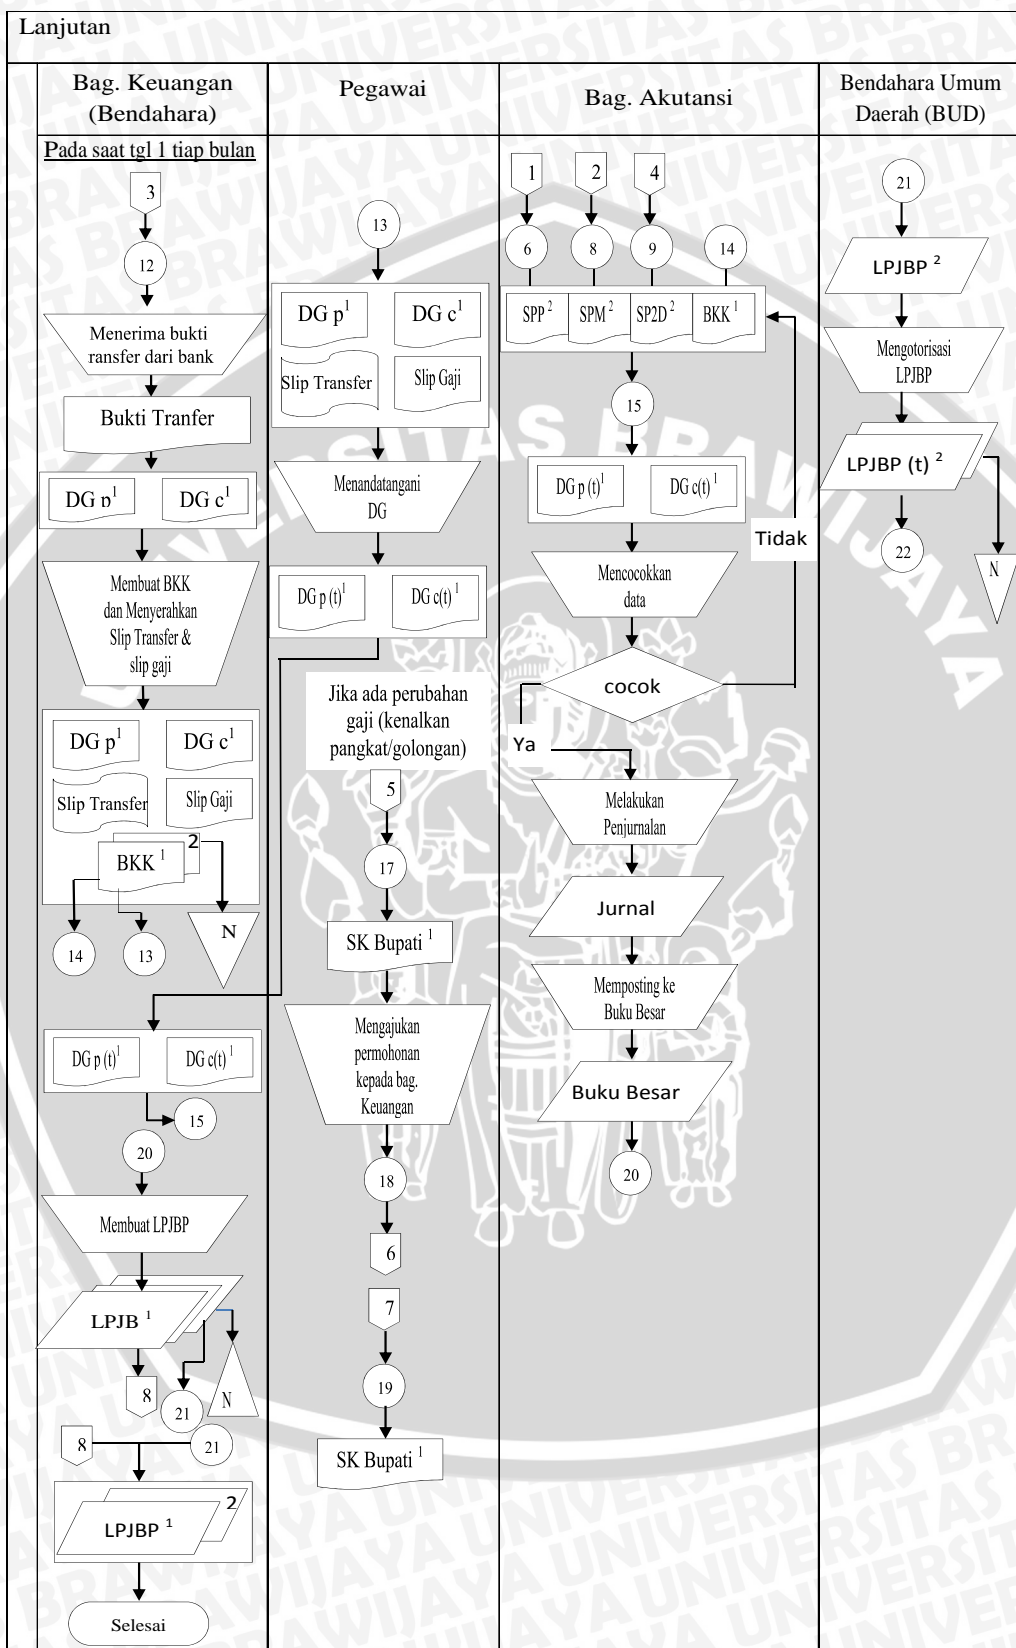 Lanjutan
Bag. Keuangan
(Bendahara)
Pegawai
Bag. Akutansi
Bendahara Umum
Daerah (BUD)
Pada saat tgl 1 tiap bulan
3
12
Menerima bukti
ransfer dari bank
Bukti Tranfer
DG p¹
DG c¹
Membuat BKK
dan Menyerahkan
Slip Transfer &
slip gaji
DG p¹
DG c¹
Slip Transfer
Slip Gaji
2
BKK ¹
14
13
N
DG p (t)¹
DG c(t) ¹
15
20
Membuat LPJBP
LPJB ¹
8
21
N
8
21
2
LPJBP ¹
Selesai
13
DG p¹
DG c¹
Slip Transfer
Slip Gaji
Menandatangani
DG
DG p (t)¹
DG c(t) ¹
Jika ada perubahan
gaji (kenalkan
pangkat/golongan)
5
17
SK Bupati ¹
Mengajukan
permohonan
kepada bag.
Keuangan
18
6
7
19
SK Bupati ¹
1
2
4
6
8
9
14
SPP ²
SPM ²
SP2D ²
BKK ¹
15
DG p (t)¹
DG c(t) ¹
Tidak
Mencocokkan
data
cocok
Ya
Melakukan
Penjurnalan
Jurnal
Memposting ke
Buku Besar
Buku Besar
20
21
LPJBP ²
Mengotorisasi
LPJBP
LPJBP (t) ²
22
N
UNIVERSITAS BRAWIJAYA